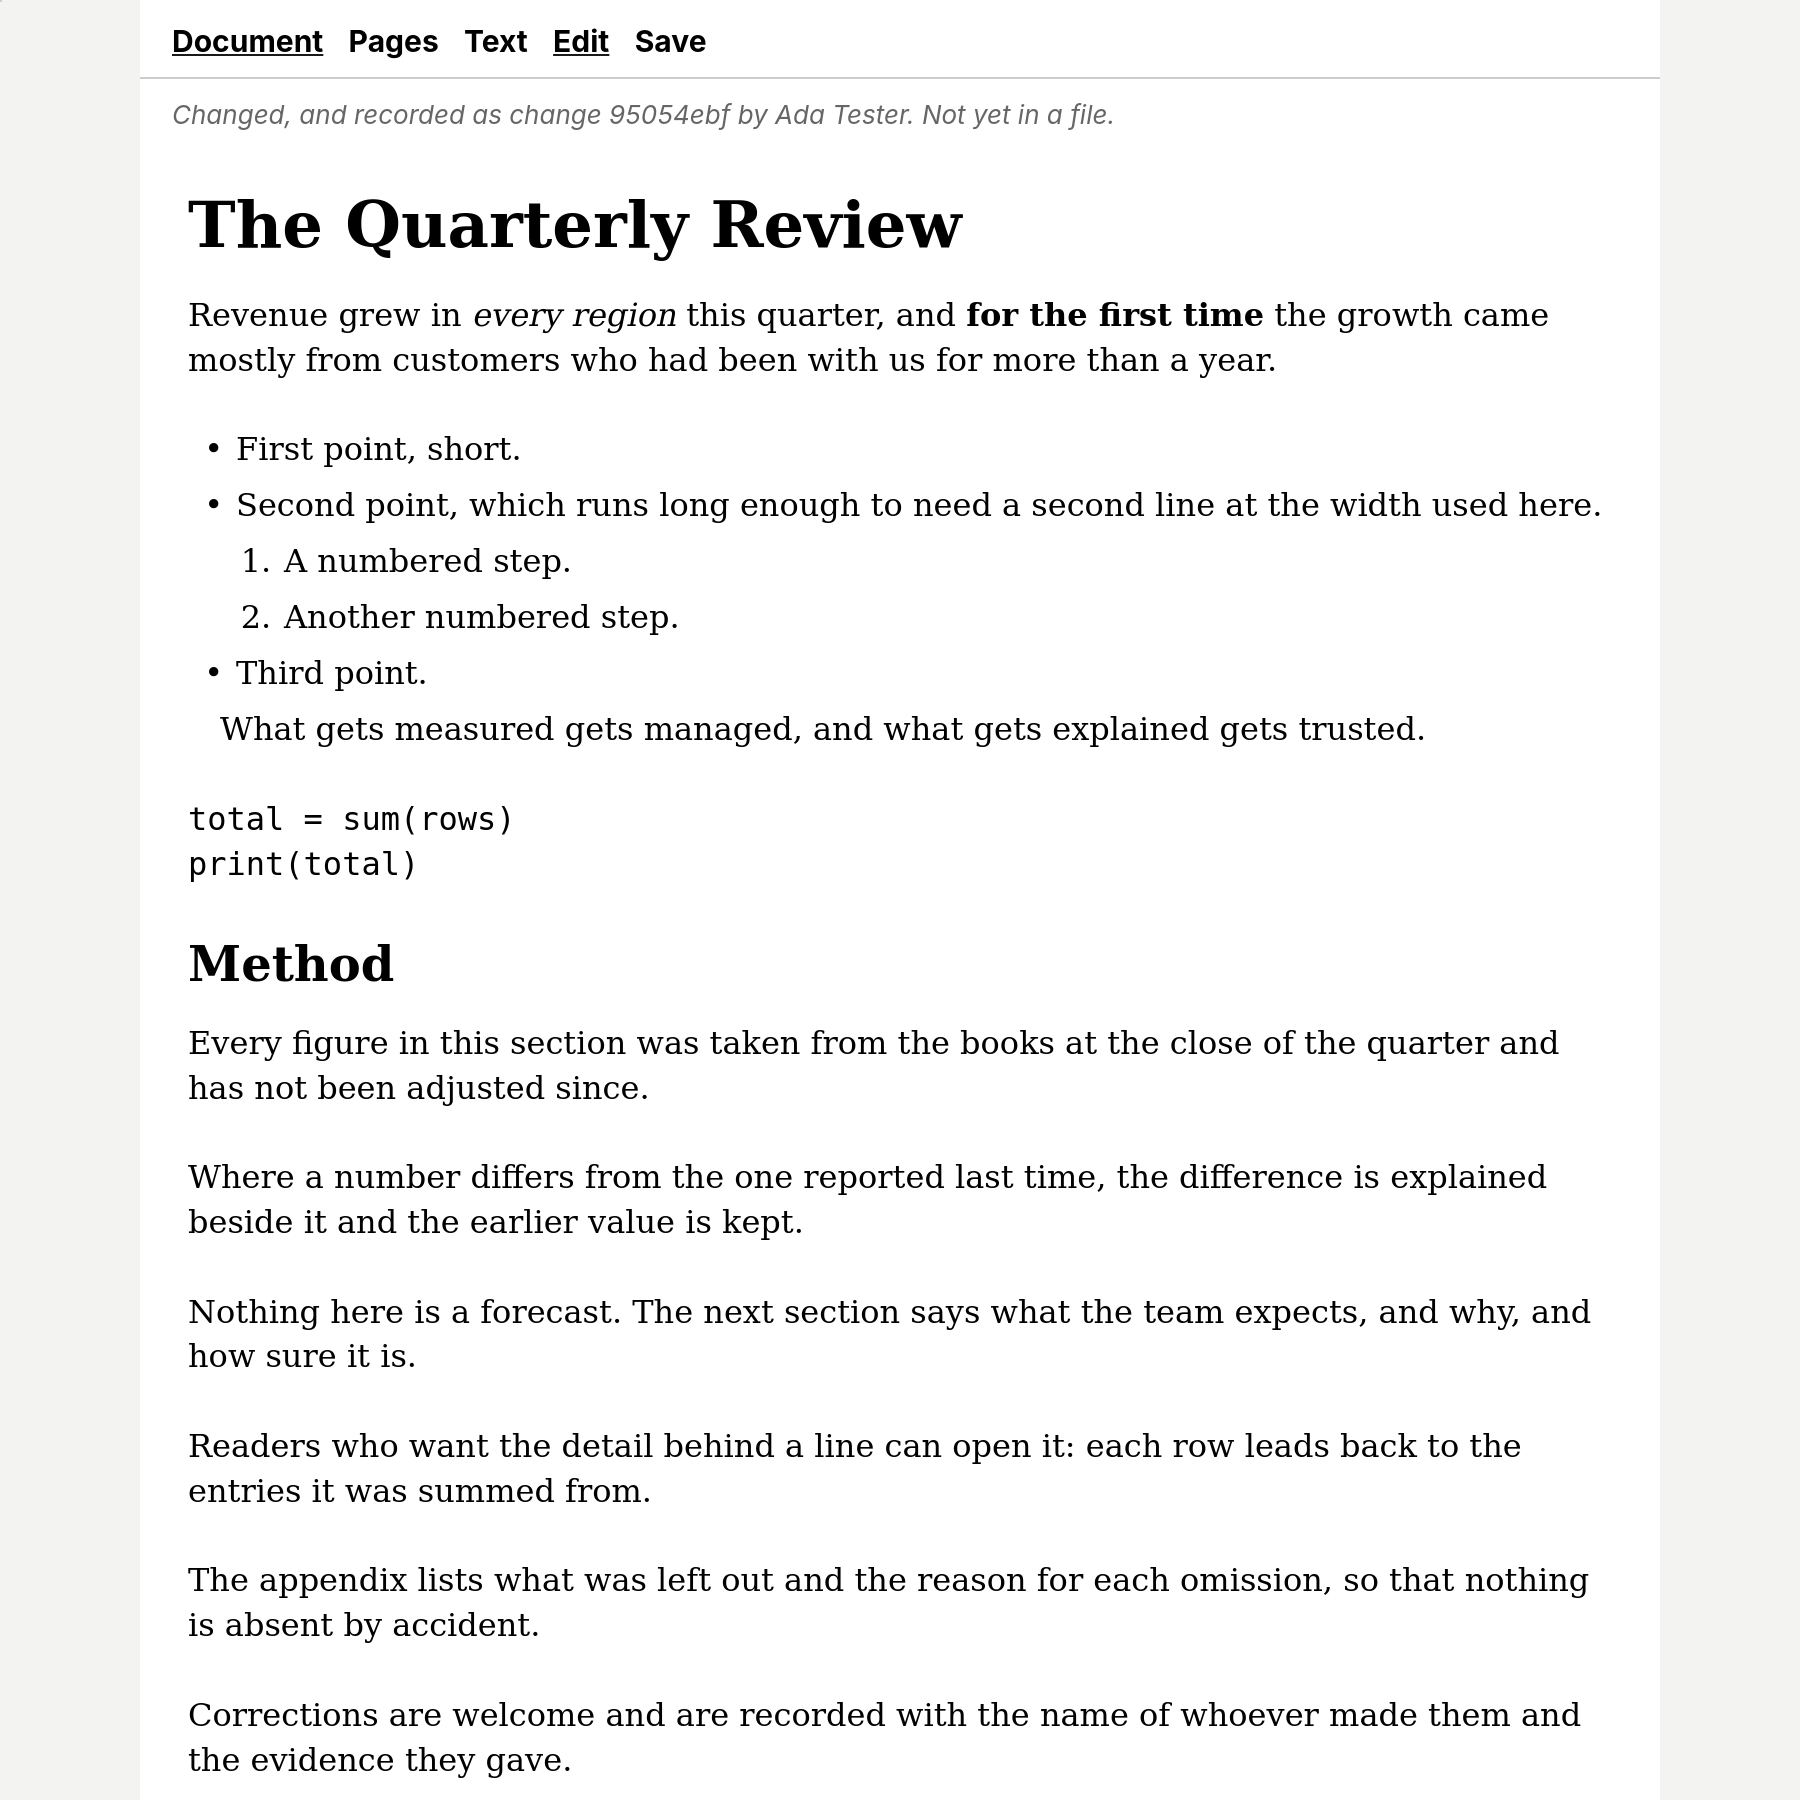 Document Pages Text Edit Save
Changed, and recorded as change 95054ebf by Ada Tester. Not yet in a file.
The Quarterly Review
Revenue grew in every region this quarter, and for the first time the growth came
mostly from customers who had been with us for more than a year.
• First point, short.
• Second point, which runs long enough to need a second line at the width used here.
1. A numbered step.
2. Another numbered step.
• Third point.
What gets measured gets managed, and what gets explained gets trusted.
total = sum(rows)
print(total)
Method
Every figure in this section was taken from the books at the close of the quarter and
has not been adjusted since.
Where a number differs from the one reported last time, the difference is explained
beside it and the earlier value is kept.
Nothing here is a forecast. The next section says what the team expects, and why, and
how sure it is.
Readers who want the detail behind a line can open it: each row leads back to the
entries it was summed from.
The appendix lists what was left out and the reason for each omission, so that nothing
is absent by accident.
Corrections are welcome and are recorded with the name of whoever made them and
the evidence they gave.